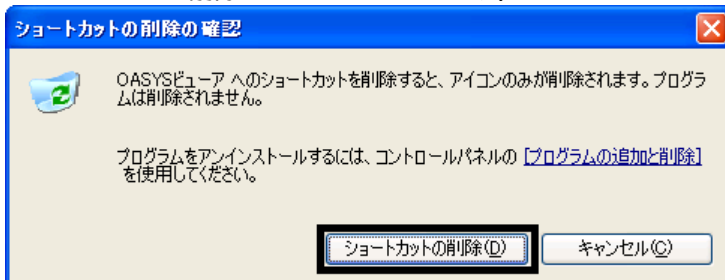 ショートカットの削除の確認
OASYSビューア へのショートカットを削除すると、アイコンのみが削除されます。プログラ
ムは削除されません。
プログラムをアンインストールするには、コントロールパネルの [プログラムの追加と削除]
を使用してください。
ショートカットの削除(D) キャンセル(C)